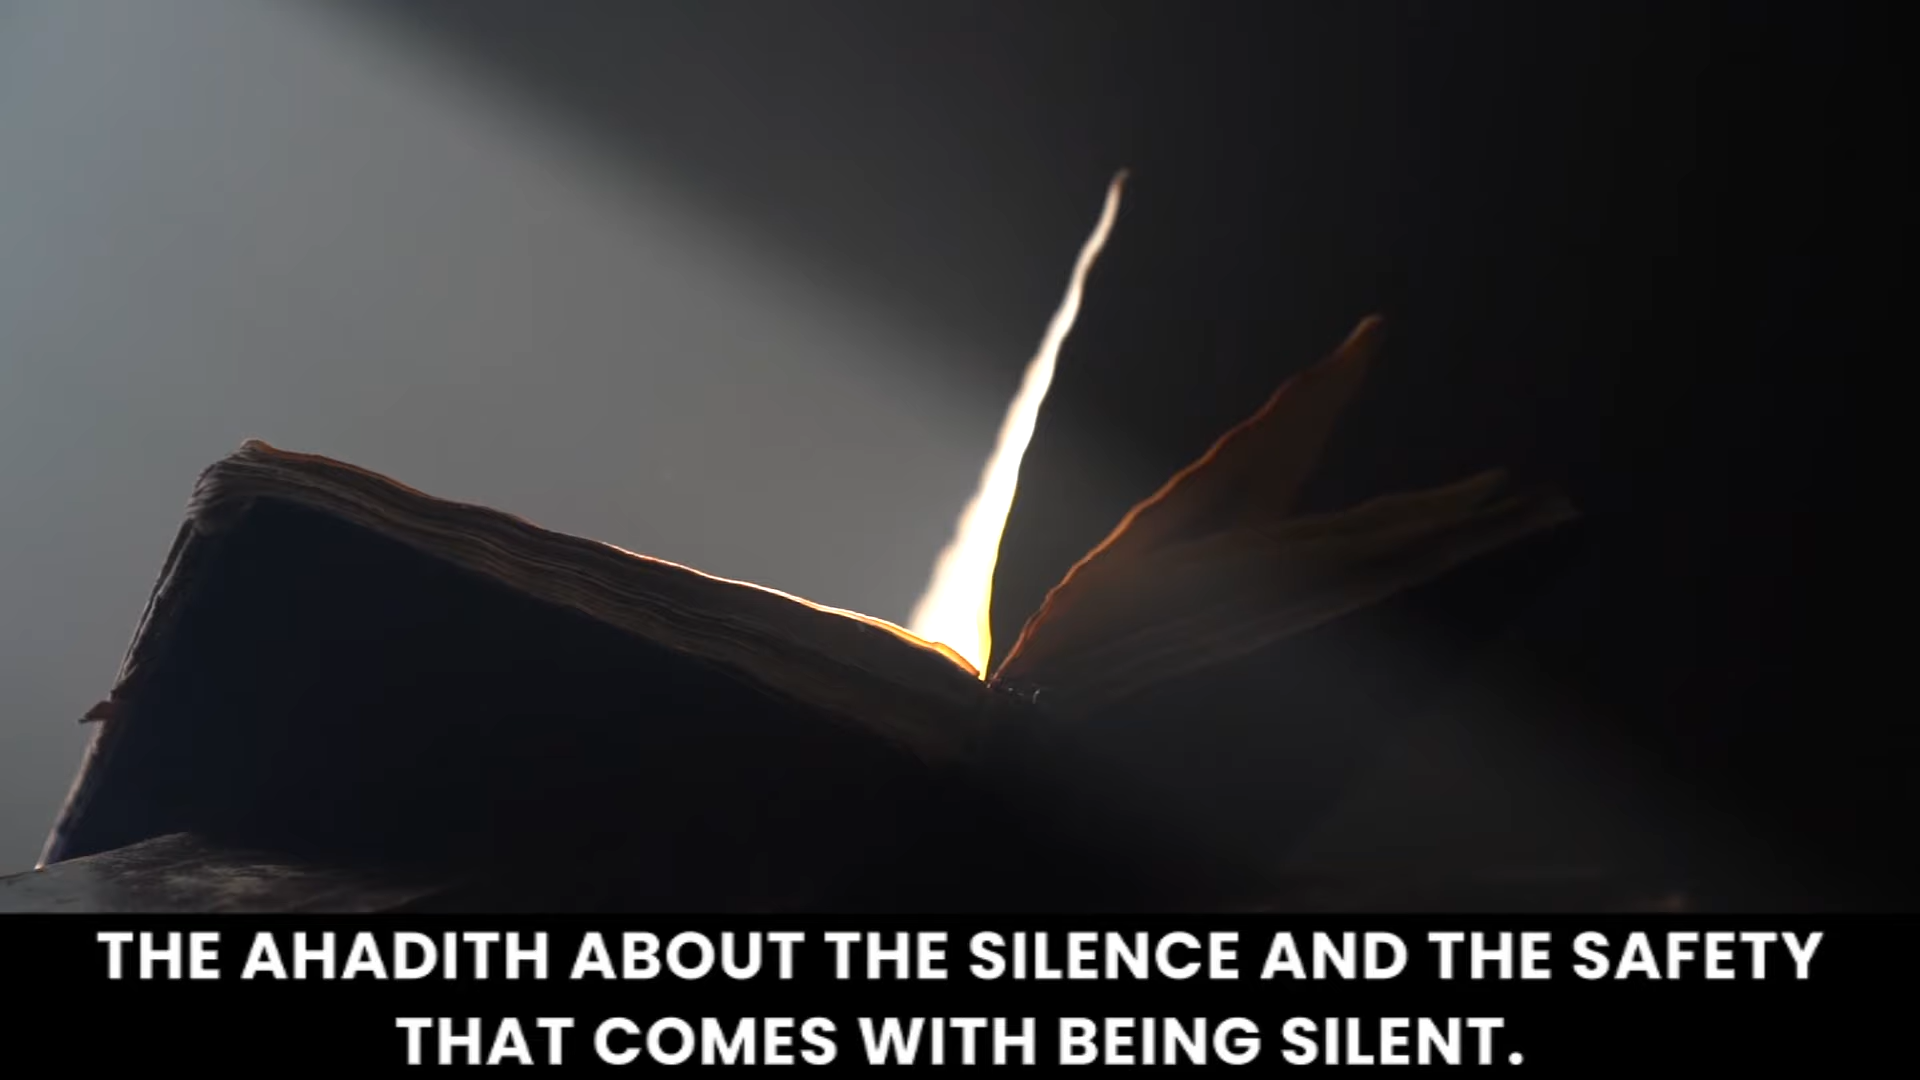 THE AHADITH ABOUT THE SILENCE AND THE SAFETY
THAT COMES WITH BEING SILENT.